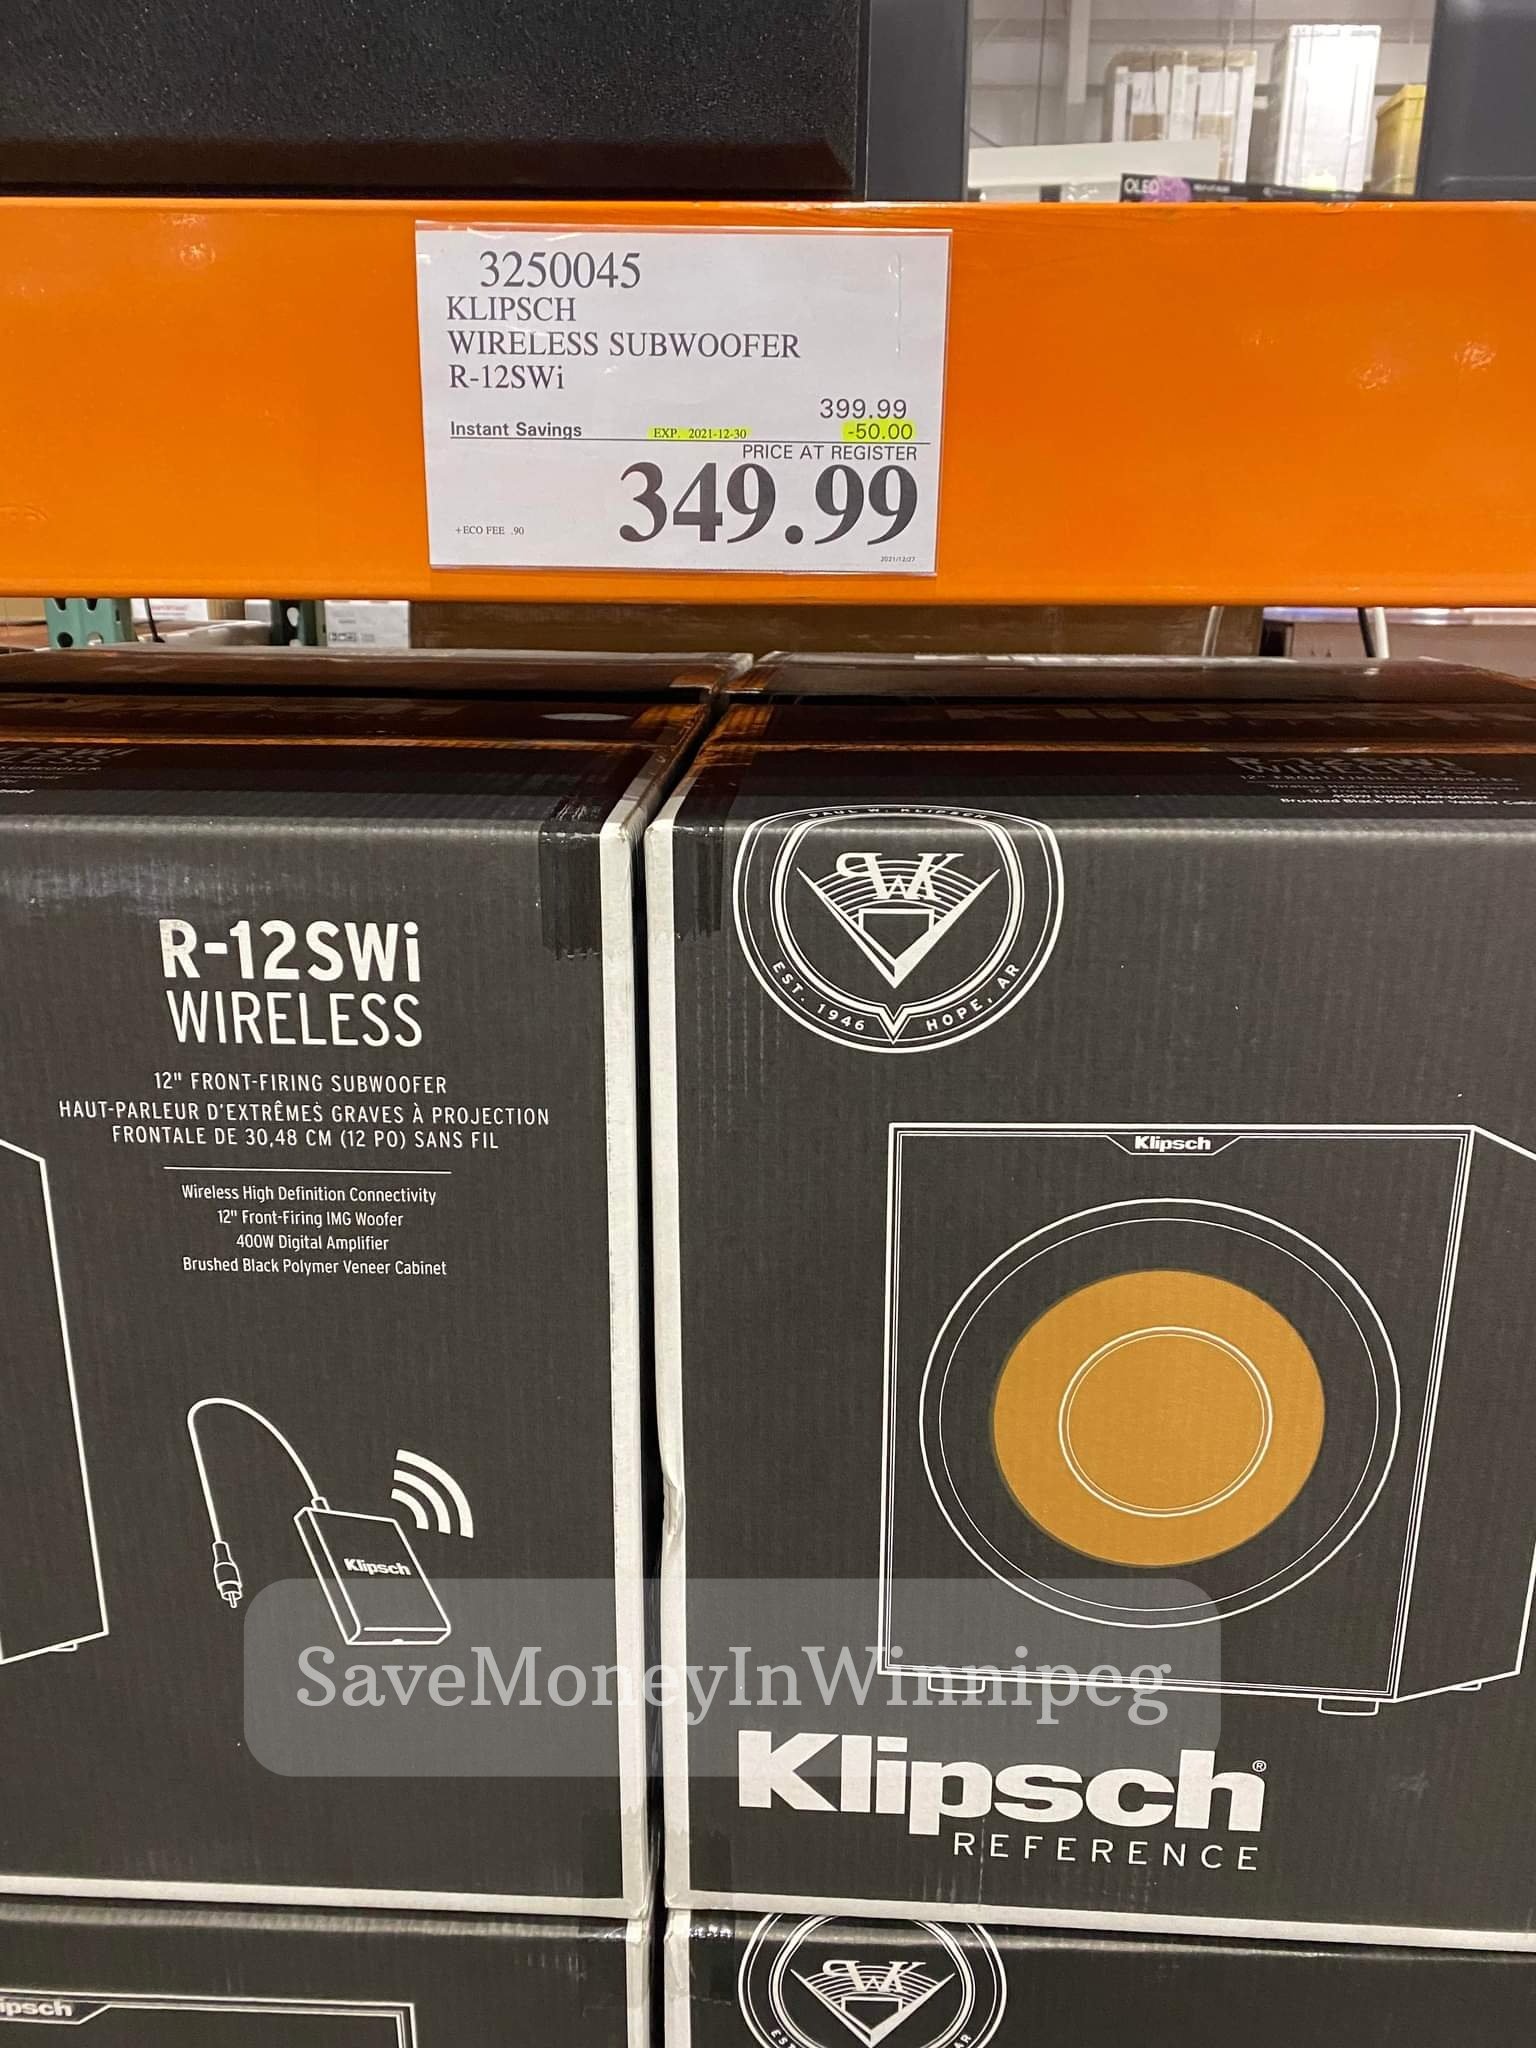 OLED
3250045
KLIPSCH
WIRELESS SUBWOOFER
R-12SWi
399.99
Instant Savings EXP. 2021-12-30 -50.00
PRICE AT REGISTER
349.99
+ECO FEE .90
2021/12/27
R-12SWi
WIRELESS
12" FRONT-FIRING SUBWOOFER
HAUT-PARLEUR D'EXTRÊMES GRAVES À PROJECTION
FRONTALE DE 30,48 CM (12 PO) SANS FIL
Wireless High Definition Connectivity
12" Front-Firing IMG Woofer
400W Digital Amplifier
Brushed Black Polymer Veneer Cabinet
Klipsch
PAUL W. KLIPSCH
PWK
EST. 1946 HOPE, AR
Klipsch
SaveMoneyInWinnipeg
Klipsch®
REFERENCE
PWK